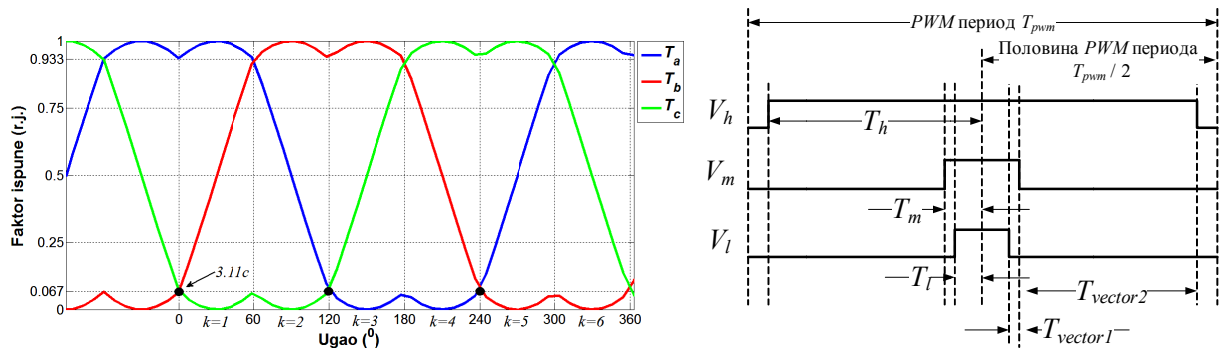 Faktor ispune (r.j.)
1
0.933
0.75
0.5
0.25
0.067
0
3.11c
0 60 120 180 240 300 360
k=1 k=2 k=3 k=4 k=5 k=6
Ugao (⁰)
T_a
T_b
T_c
PWM период T_pwm
Половина PWM периода
T_pwm / 2
V_h
T_h
V_m
T_m
V_l
T_l
T_vector2
T_vector1